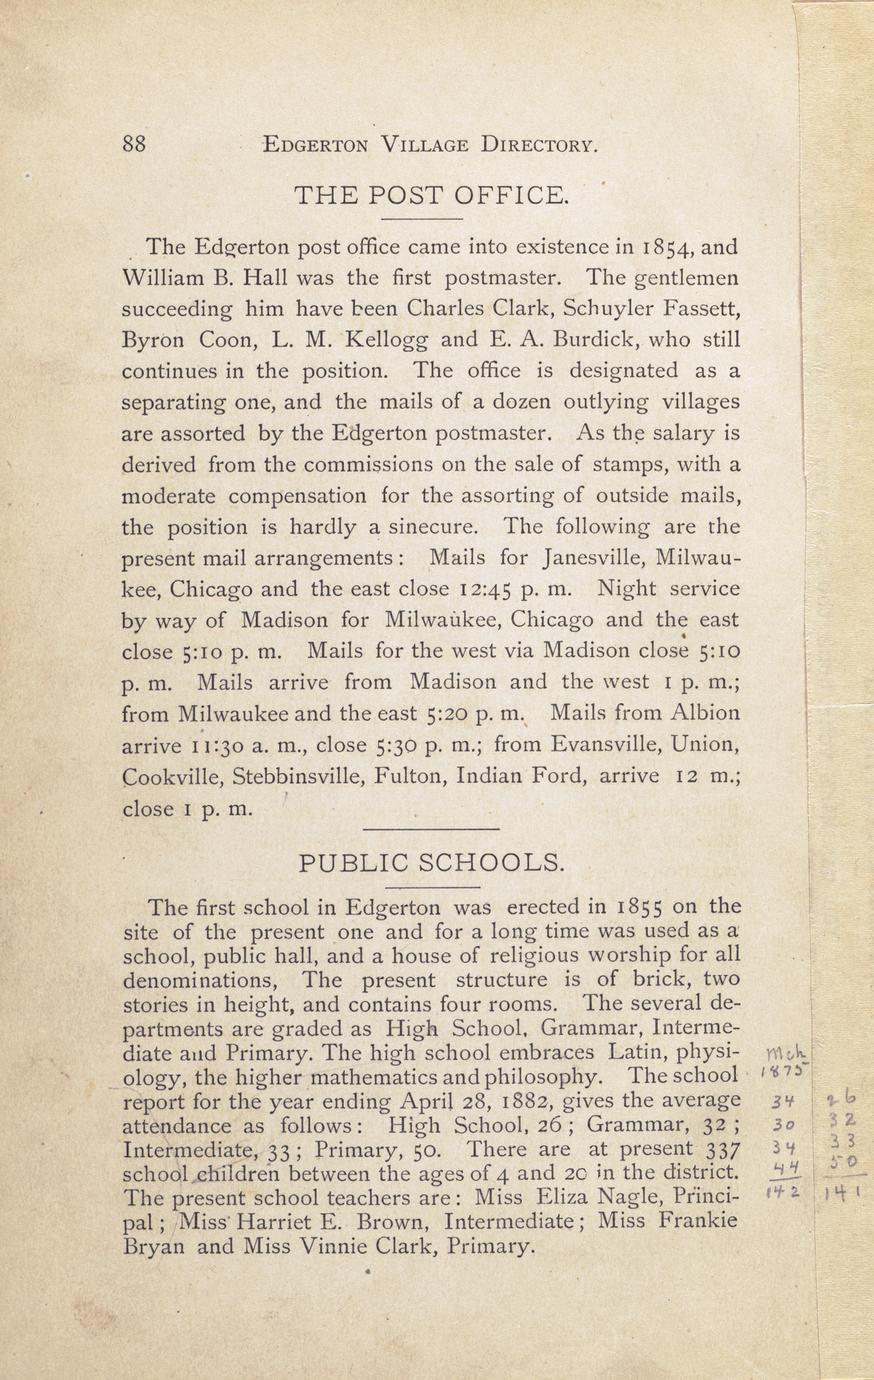 88 EDGERTON VILLAGE DIRECTORY.
THE POST OFFICE.
The Edgerton post office came into existence in 1854, and
William B. Hall was the first postmaster. The gentlemen
succeeding him have been Charles Clark, Schuyler Fassett,
Byron Coon, L. M. Kellogg and E. A. Burdick, who still
continues in the position. The office is designated as a
separating one, and the mails of a dozen outlying villages
are assorted by the Edgerton postmaster. As the salary is
derived from the commissions on the sale of stamps, with a
moderate compensation for the assorting of outside mails,
the position is hardly a sinecure. The following are the
present mail arrangements: Mails for Janesville, Milwau-
kee, Chicago and the east close 12:45 p. m. Night service
by way of Madison for Milwaukee, Chicago and the east
close 5:10 p. m. Mails for the west via Madison close 5:10
p. m. Mails arrive from Madison and the west 1 p. m.;
from Milwaukee and the east 5:20 p. m. Mails from Albion
arrive 11:30 a. m., close 5:30 p. m.; from Evansville, Union,
Cookville, Stebbinsville, Fulton, Indian Ford, arrive 12 m.;
close 1 p. m.
PUBLIC SCHOOLS.
The first school in Edgerton was erected in 1855 on the
site of the present one and for a long time was used as a
school, public hall, and a house of religious worship for all
denominations, The present structure is of brick, two
stories in height, and contains four rooms. The several de-
partments are graded as High School, Grammar, Interme-
diate and Primary. The high school embraces Latin, physi-
ology, the higher mathematics and philosophy. The school
report for the year ending April 28, 1882, gives the average
attendance as follows: High School, 26; Grammar, 32;
Intermediate, 33; Primary, 50. There are at present 337
school children between the ages of 4 and 20 in the district.
The present school teachers are: Miss Eliza Nagle, Princi-
pal; Miss Harriet E. Brown, Intermediate; Miss Frankie
Bryan and Miss Vinnie Clark, Primary.
Mch
1875
34 26
30 32
34 33
44 50
142 141